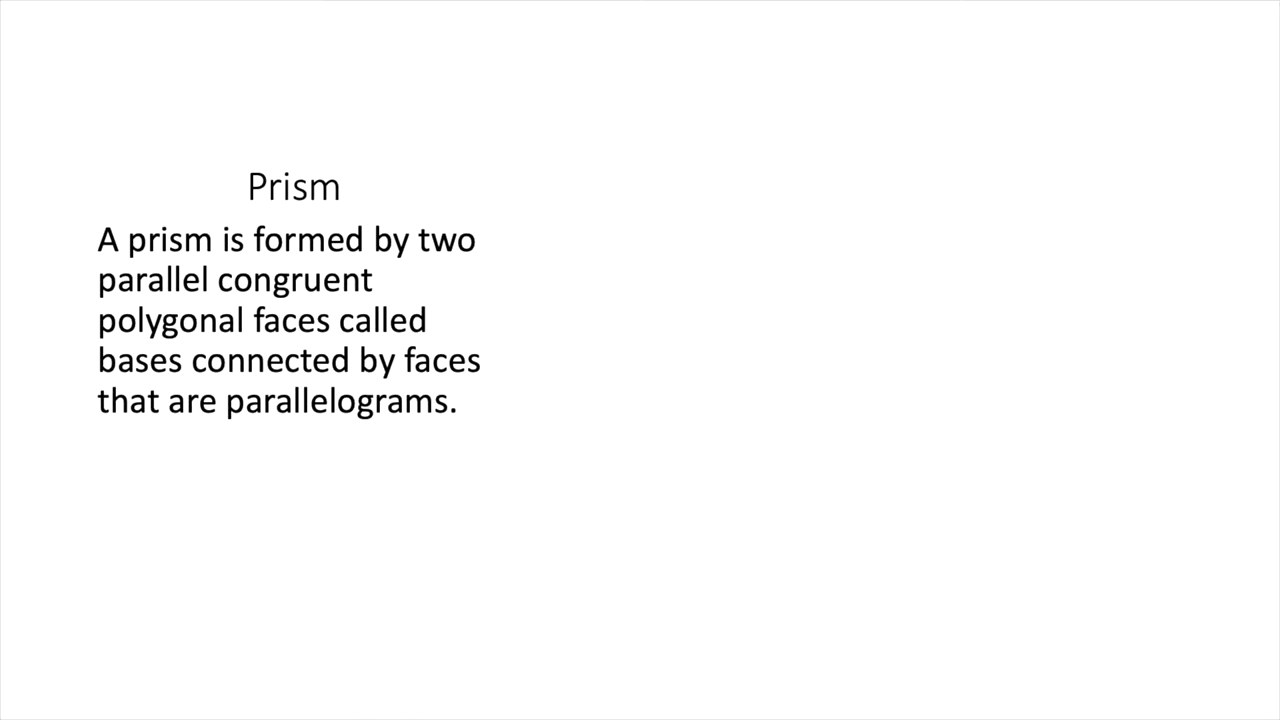 Prism
A prism is formed by two
parallel congruent
polygonal faces called
bases connected by faces
that are parallelograms.